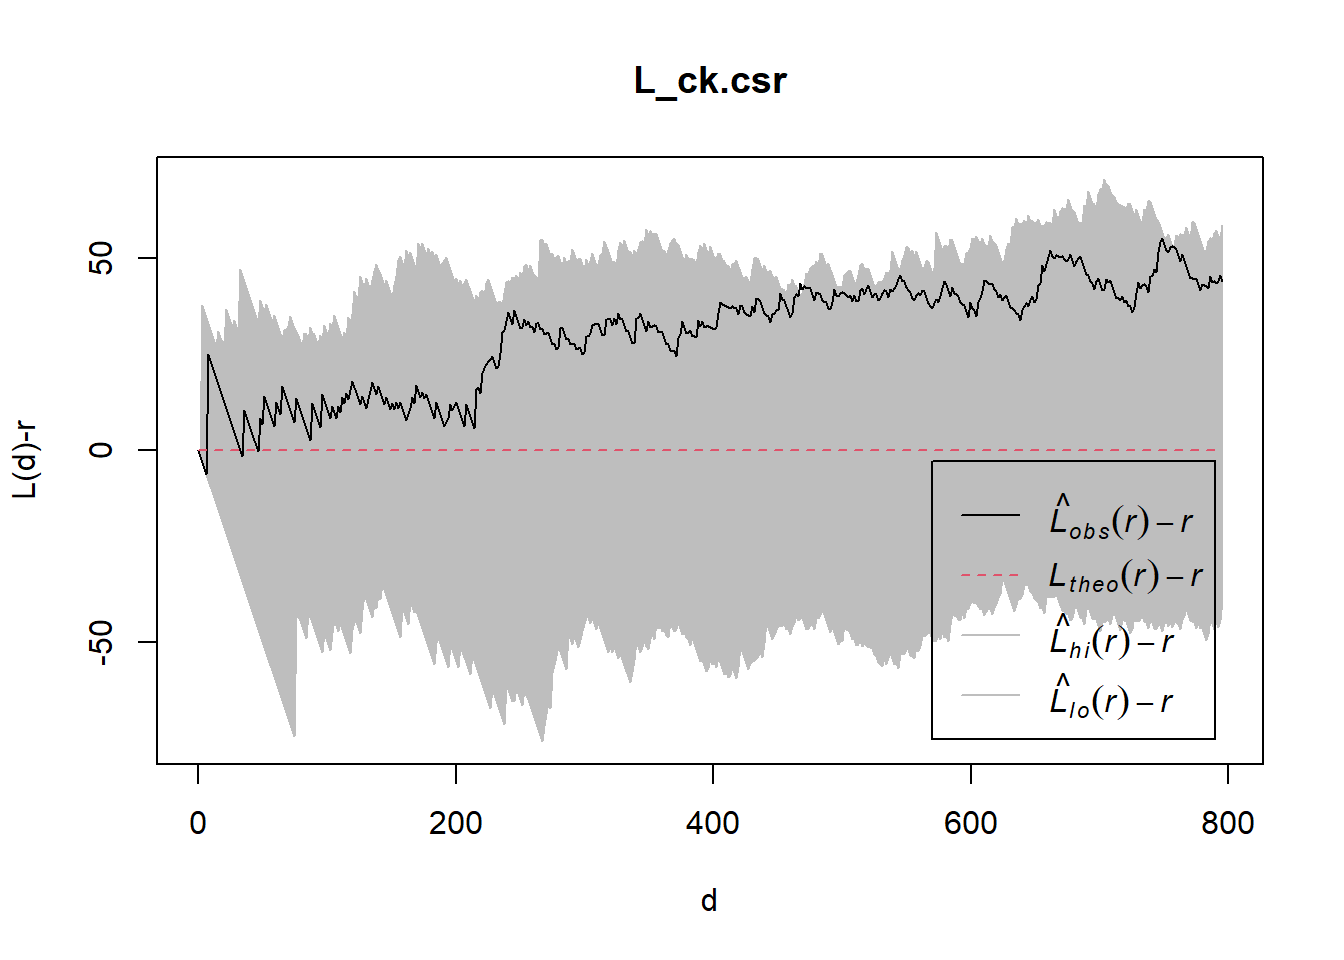 L_ck.csr
L(d)-r
50
0
-50
0 200 400 600 800
d
L̂obs(r) − r
Ltheo(r) − r
L̂hi(r) − r
L̂lo(r) − r